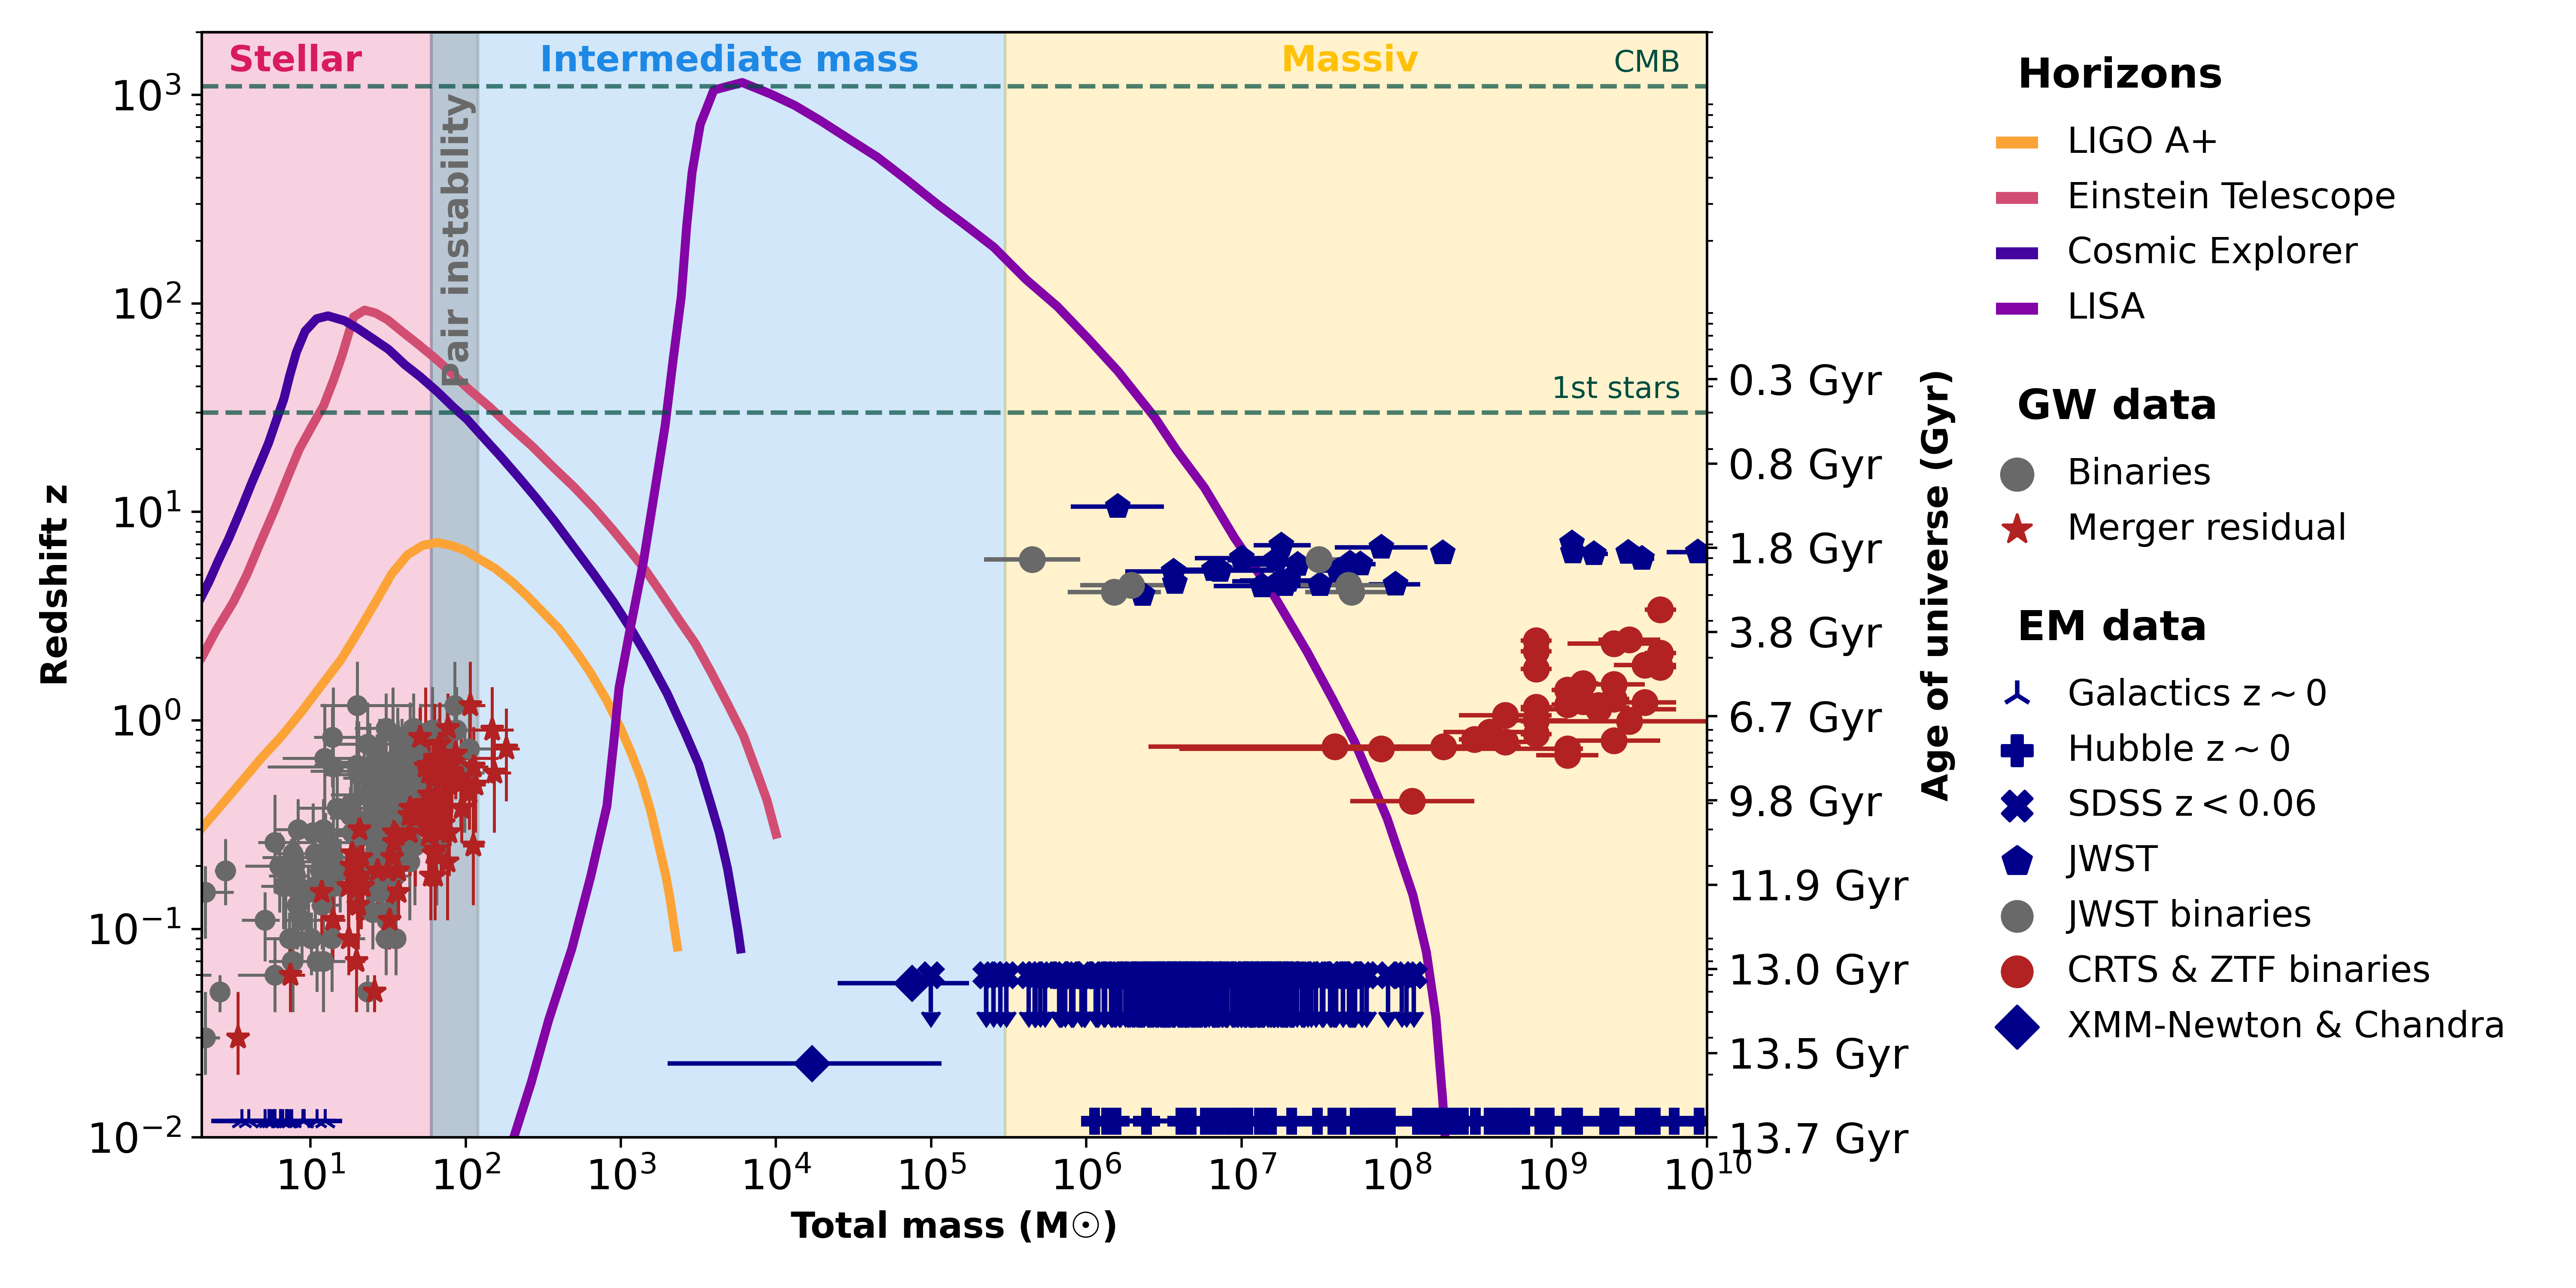 Stellar
Intermediate mass
Massiv
CMB
Pair instability
1st stars
Redshift z
10³
10²
10¹
10⁰
10⁻¹
10⁻²
10¹
10²
10³
10⁴
10⁵
10⁶
10⁷
10⁸
10⁹
10¹⁰
Total mass (M☉)
0.3 Gyr
0.8 Gyr
1.8 Gyr
3.8 Gyr
6.7 Gyr
9.8 Gyr
11.9 Gyr
13.0 Gyr
13.5 Gyr
13.7 Gyr
Age of universe (Gyr)
Horizons
LIGO A+
Einstein Telescope
Cosmic Explorer
LISA
GW data
Binaries
Merger residual
EM data
Galactics z ~ 0
Hubble z ~ 0
SDSS z < 0.06
JWST
JWST binaries
CRTS & ZTF binaries
XMM-Newton & Chandra